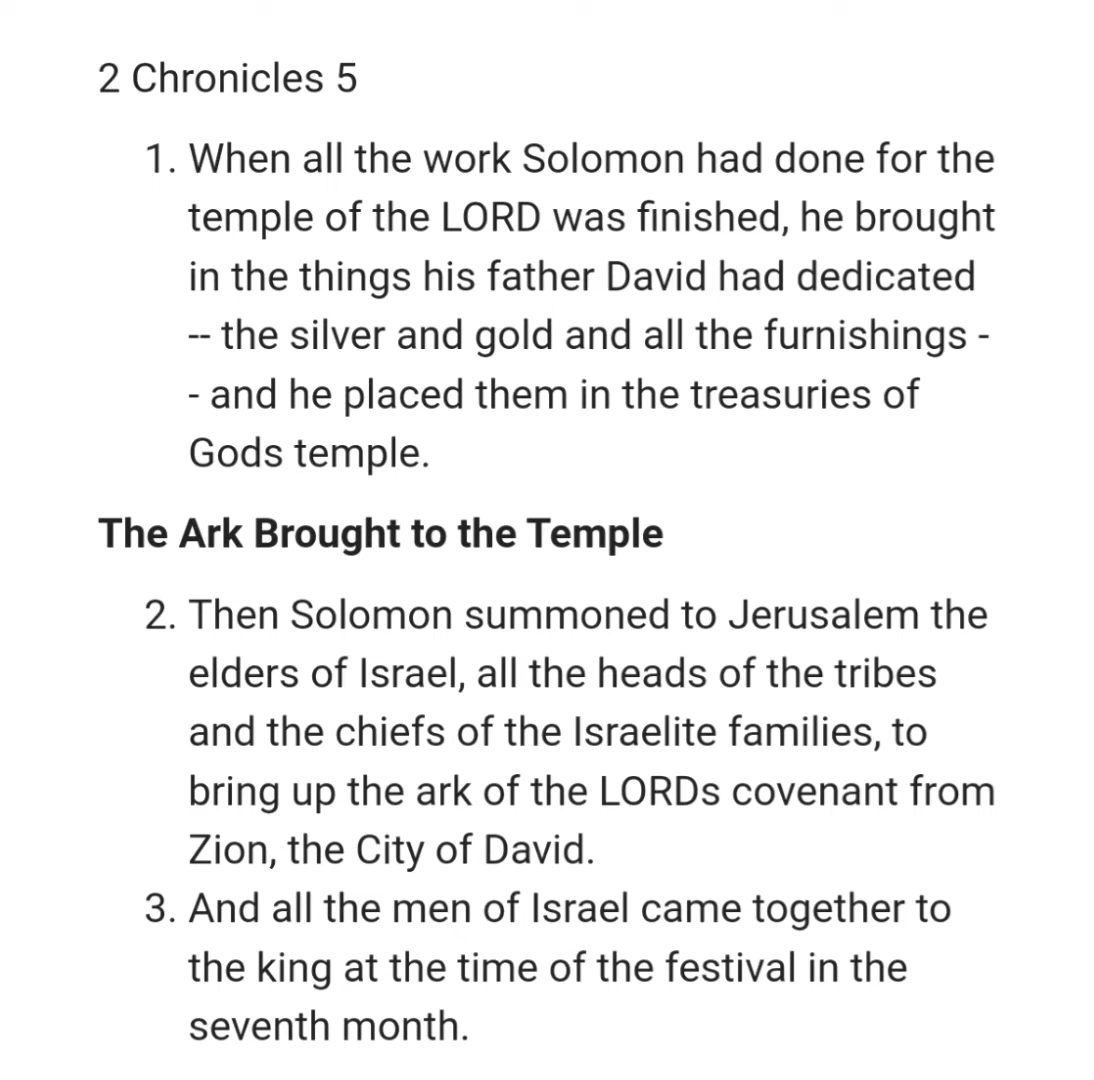 2 Chronicles 5
1. When all the work Solomon had done for the
temple of the LORD was finished, he brought
in the things his father David had dedicated
-- the silver and gold and all the furnishings -
- and he placed them in the treasuries of
Gods temple.
The Ark Brought to the Temple
2. Then Solomon summoned to Jerusalem the
elders of Israel, all the heads of the tribes
and the chiefs of the Israelite families, to
bring up the ark of the LORDs covenant from
Zion, the City of David.
3. And all the men of Israel came together to
the king at the time of the festival in the
seventh month.